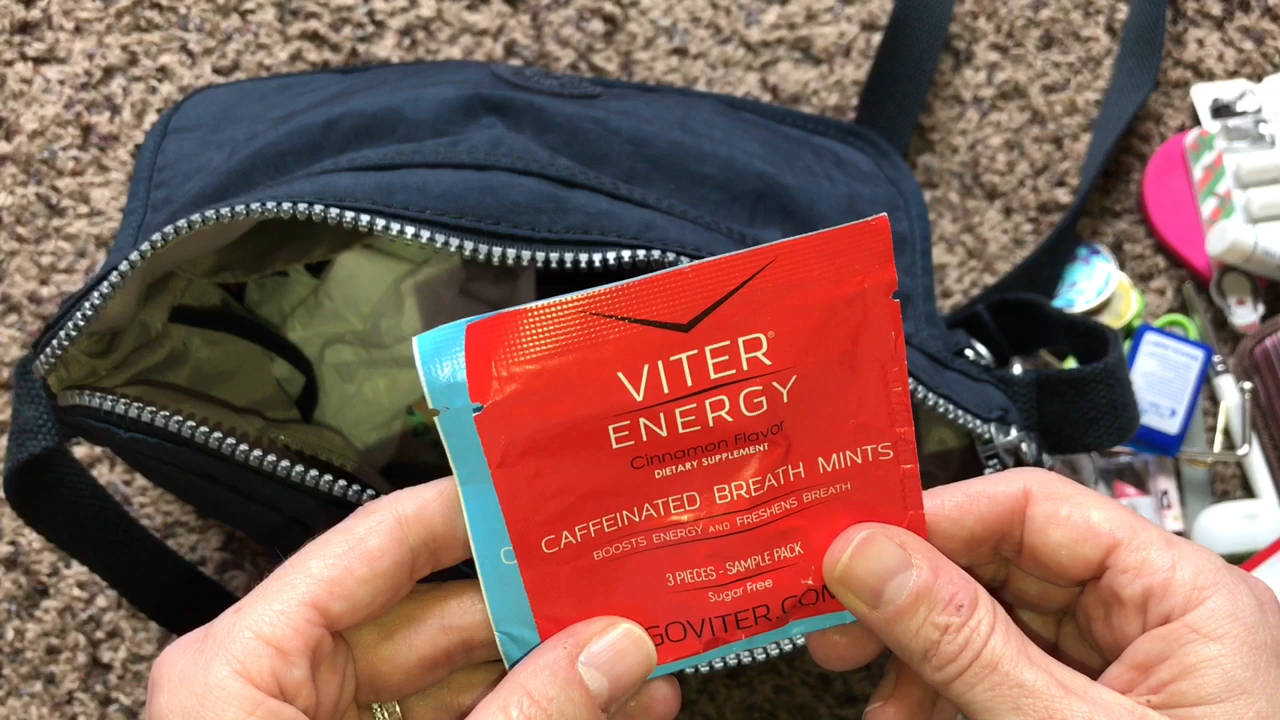 VITER®
ENERGY
Cinnamon Flavor
DIETARY SUPPLEMENT
CAFFEINATED BREATH MINTS
BOOSTS ENERGY AND FRESHENS BREATH
3 PIECES - SAMPLE PACK
Sugar Free
GOVITER.COM
C